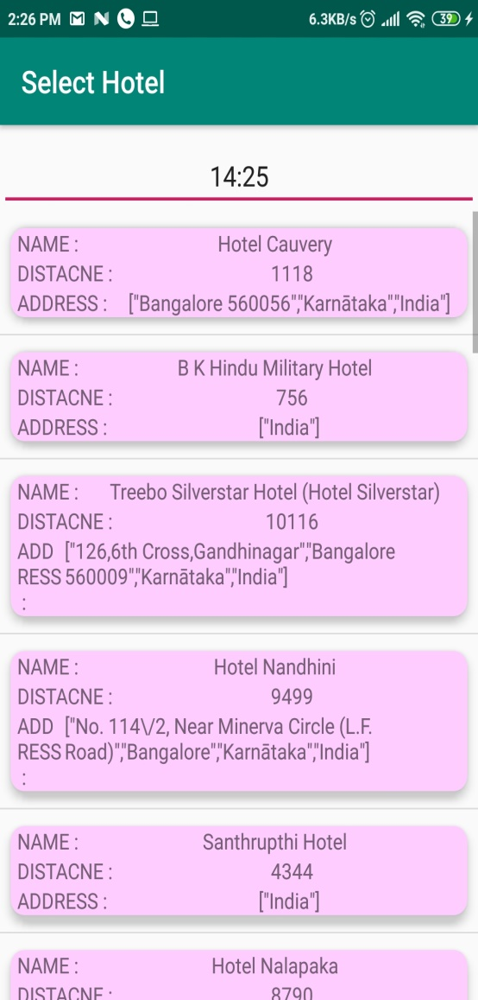 2:26 PM 6.3KB/s 39
Select Hotel
14:25
NAME : Hotel Cauvery
DISTACNE : 1118
ADDRESS : ["Bangalore 560056","Karnātaka","India"]
NAME : B K Hindu Military Hotel
DISTACNE : 756
ADDRESS : ["India"]
NAME : Treebo Silverstar Hotel (Hotel Silverstar)
DISTACNE : 10116
ADD ["126,6th Cross,Gandhinagar","Bangalore
RESS 560009","Karnātaka","India"]
:
NAME : Hotel Nandhini
DISTACNE : 9499
ADD ["No. 114\/2, Near Minerva Circle (L.F.
RESS Road)","Bangalore","Karnātaka","India"]
:
NAME : Santhrupthi Hotel
DISTACNE : 4344
ADDRESS : ["India"]
NAME : Hotel Nalapaka
DISTACNE : 8790